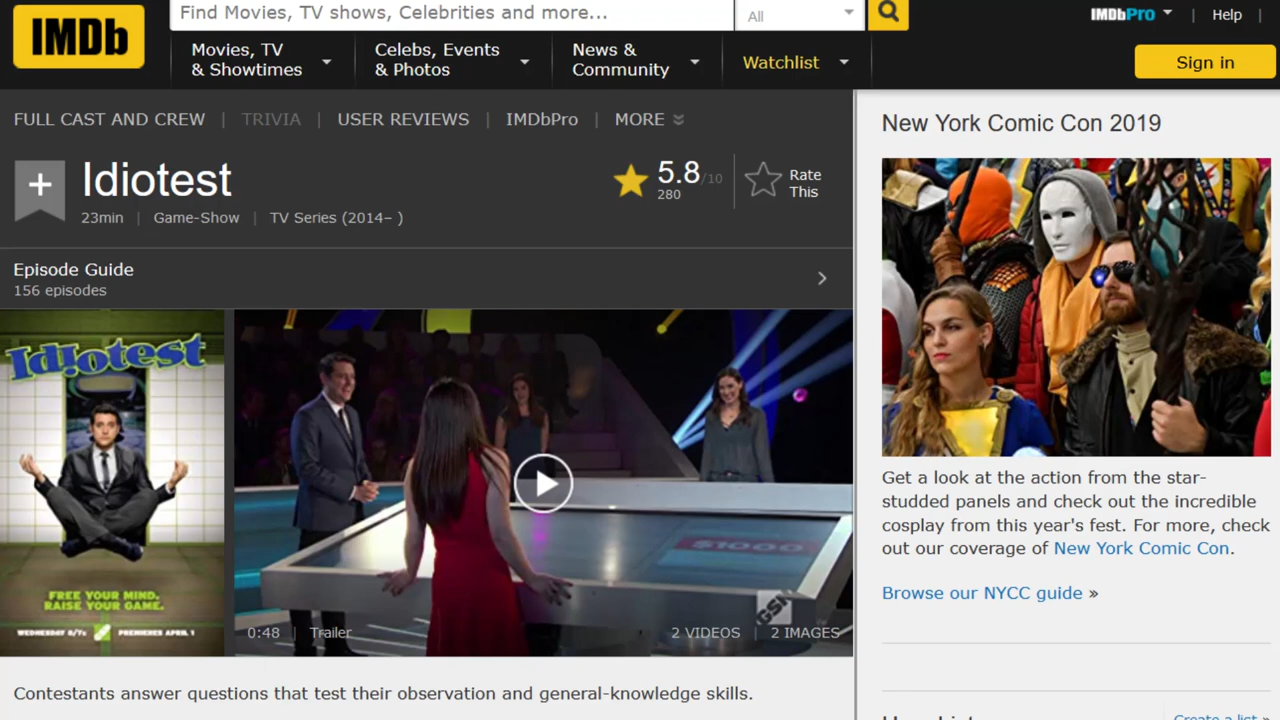 IMDb
Find Movies, TV shows, Celebrities and more...
All
IMDbPro
|
Help
|
Movies, TV
& Showtimes
Celebs, Events
& Photos
News &
Community
Watchlist
Sign in
FULL CAST AND CREW | TRIVIA | USER REVIEWS | IMDbPro | MORE
+
Idiotest
23min | Game-Show | TV Series (2014– )
5.8/10
280
Rate
This
Episode Guide
156 episodes
Idiotest
FREE YOUR MIND.
RAISE YOUR GAME.
WEDNESDAY 8/7c PREMIERES APRIL 1
$1000
GSN
0:48 | Trailer
2 VIDEOS | 2 IMAGES
Contestants answer questions that test their observation and general-knowledge skills.
New York Comic Con 2019
Get a look at the action from the star-
studded panels and check out the incredible
cosplay from this year's fest. For more, check
out our coverage of New York Comic Con.
Browse our NYCC guide »
Create a list »